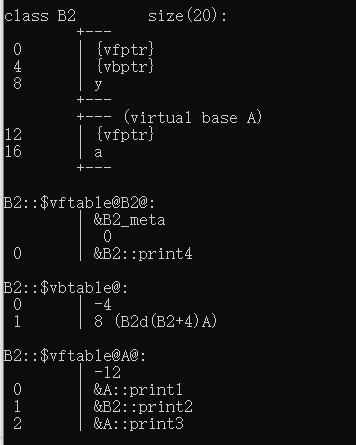 class B2        size(20):
        +---
 0      | {vfptr}
 4      | {vbptr}
 8      | y
        +---
        +--- (virtual base A)
12      | {vfptr}
16      | a
        +---
B2::$vftable@B2@:
        | &B2_meta
        |  0
 0      | &B2::print4
B2::$vbtable@:
 0      | -4
 1      | 8 (B2d(B2+4)A)
B2::$vftable@A@:
        | -12
 0      | &A::print1
 1      | &B2::print2
 2      | &A::print3